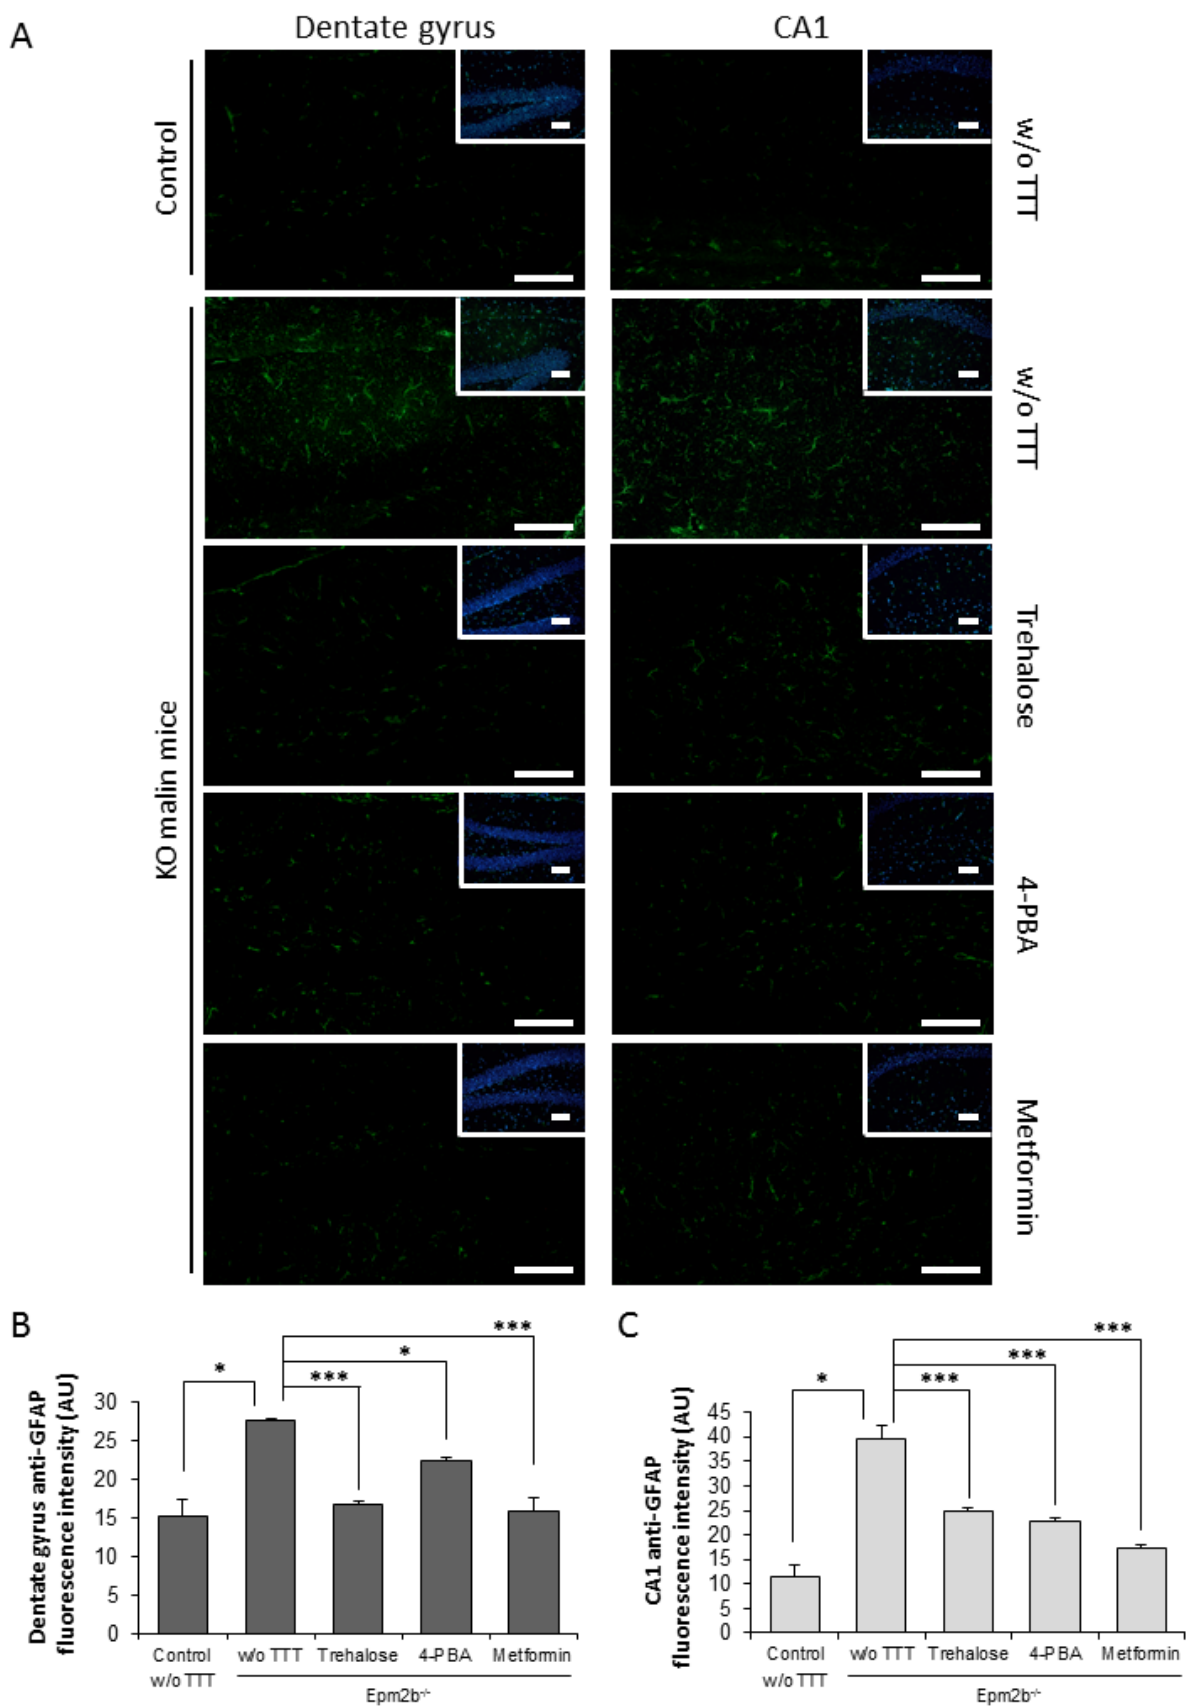 A
Dentate gyrus
CA1
Control
w/o TTT
KO malin mice
w/o TTT
Trehalose
4-PBA
Metformin
B
Dentate gyrus anti-GFAP
fluorescence intensity (AU)
30
25
20
15
10
5
0
*
***
*
***
Control
w/o TTT
w/o TTT
Trehalose
4-PBA
Metformin
Epm2b-/-
C
CA1 anti-GFAP
fluorescence intensity (AU)
45
40
35
30
25
20
15
10
5
0
*
***
***
***
Control
w/o TTT
w/o TTT
Trehalose
4-PBA
Metformin
Epm2b-/-